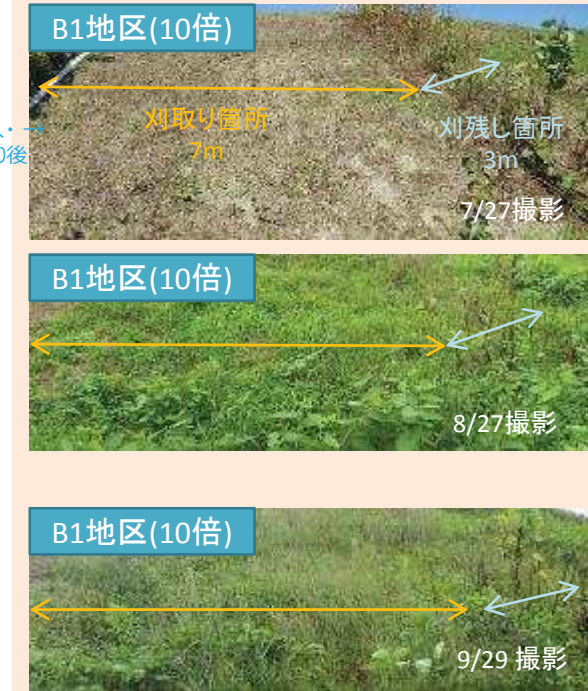 B1地区(10倍)
→
0後
刈取り箇所
7m
刈残し箇所
3m
7/27撮影
B1地区(10倍)
8/27撮影
B1地区(10倍)
9/29 撮影